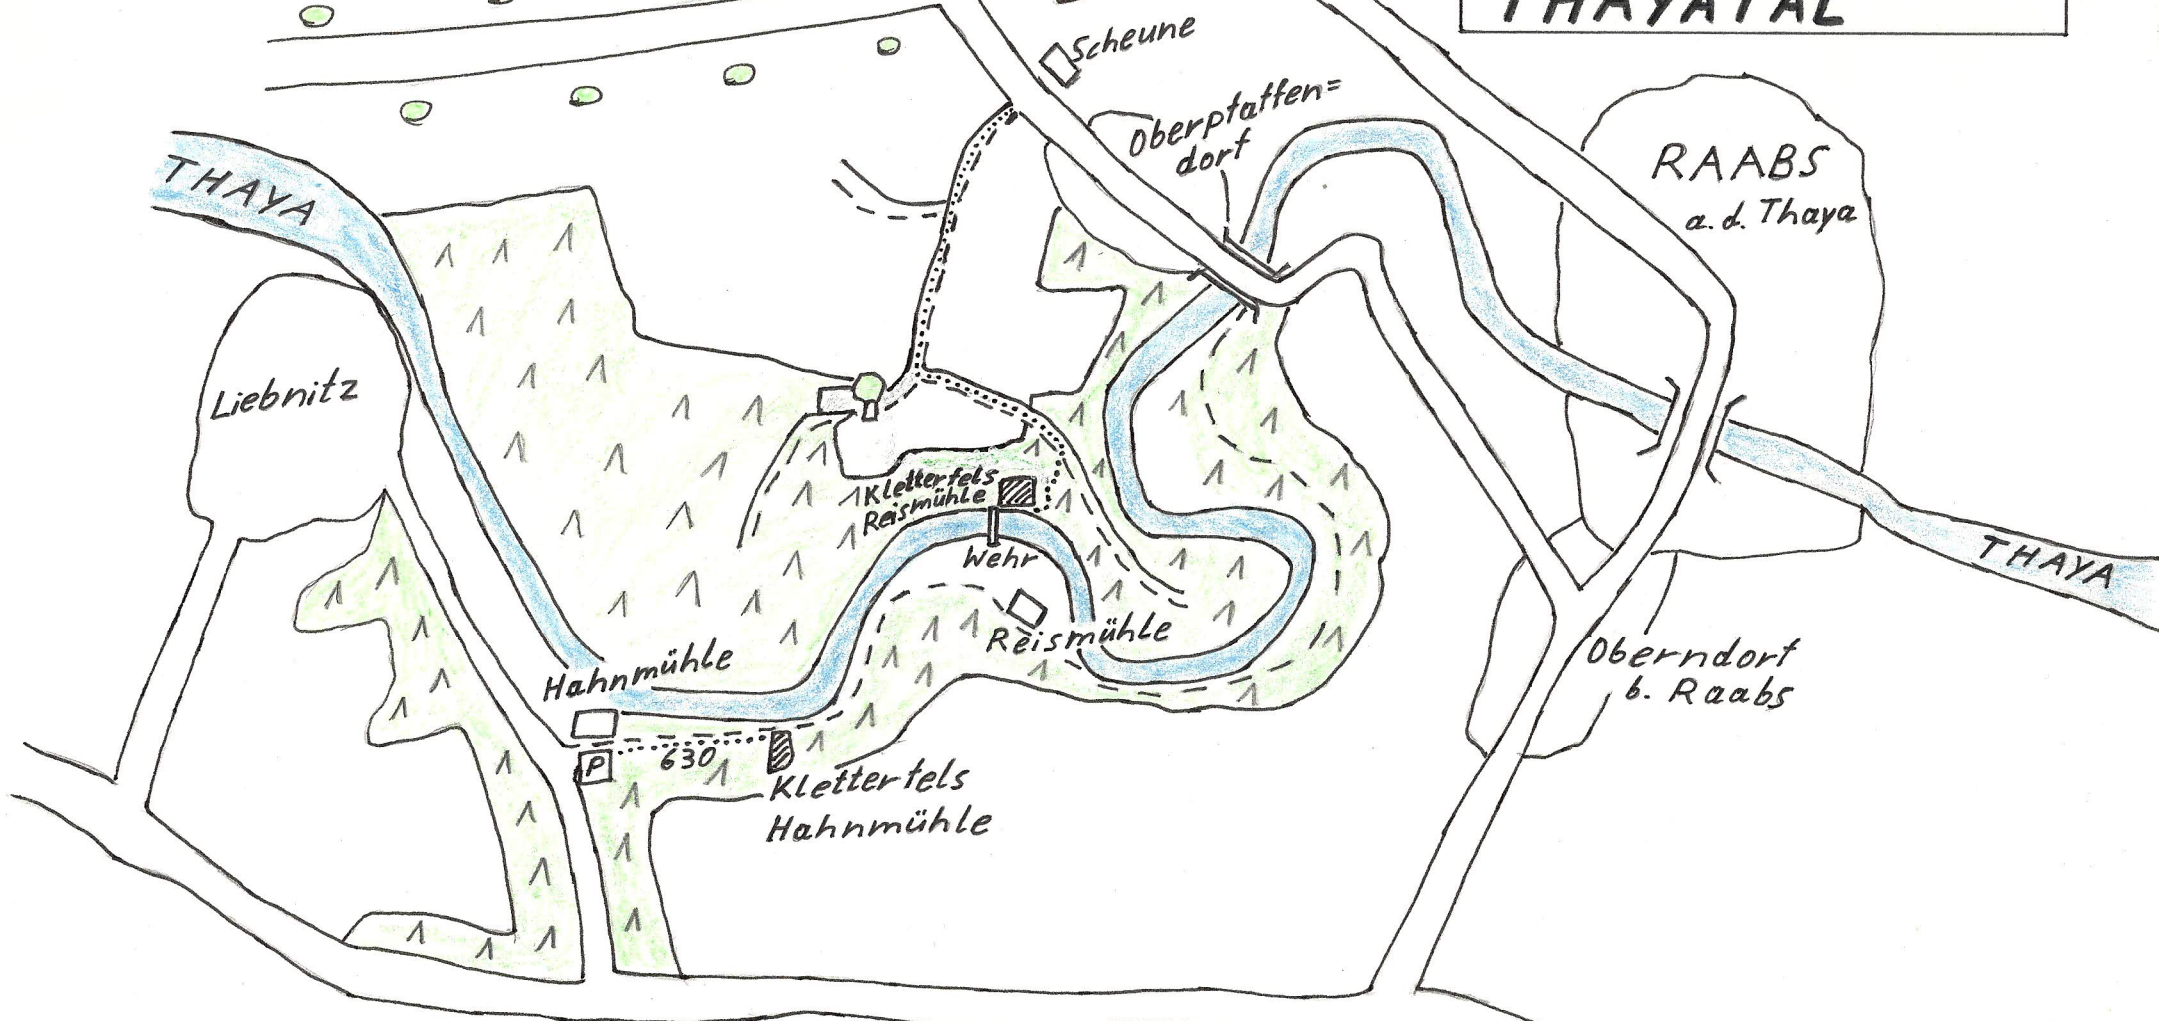 THAYATAL
Scheune
Oberpfaffen=
dorf
RAABS
a. d. Thaya
THAYA
Liebnitz
Kletterfels
Reismühle
Wehr
THAYA
Reismühle
Hahnmühle
Oberndorf
b. Raabs
P
630
Kletterfels
Hahnmühle